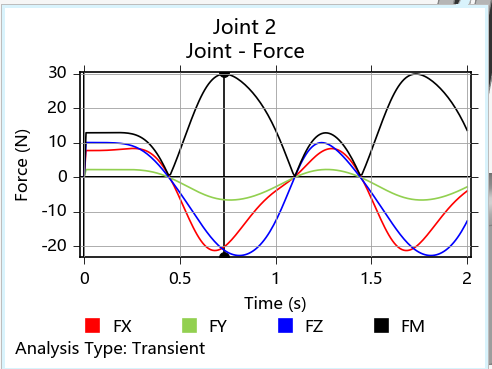 Joint 2
Joint - Force
30
20
10
0
-10
-20
Force (N)
0 0.5 1 1.5 2
Time (s)
FX FY FZ FM
Analysis Type: Transient